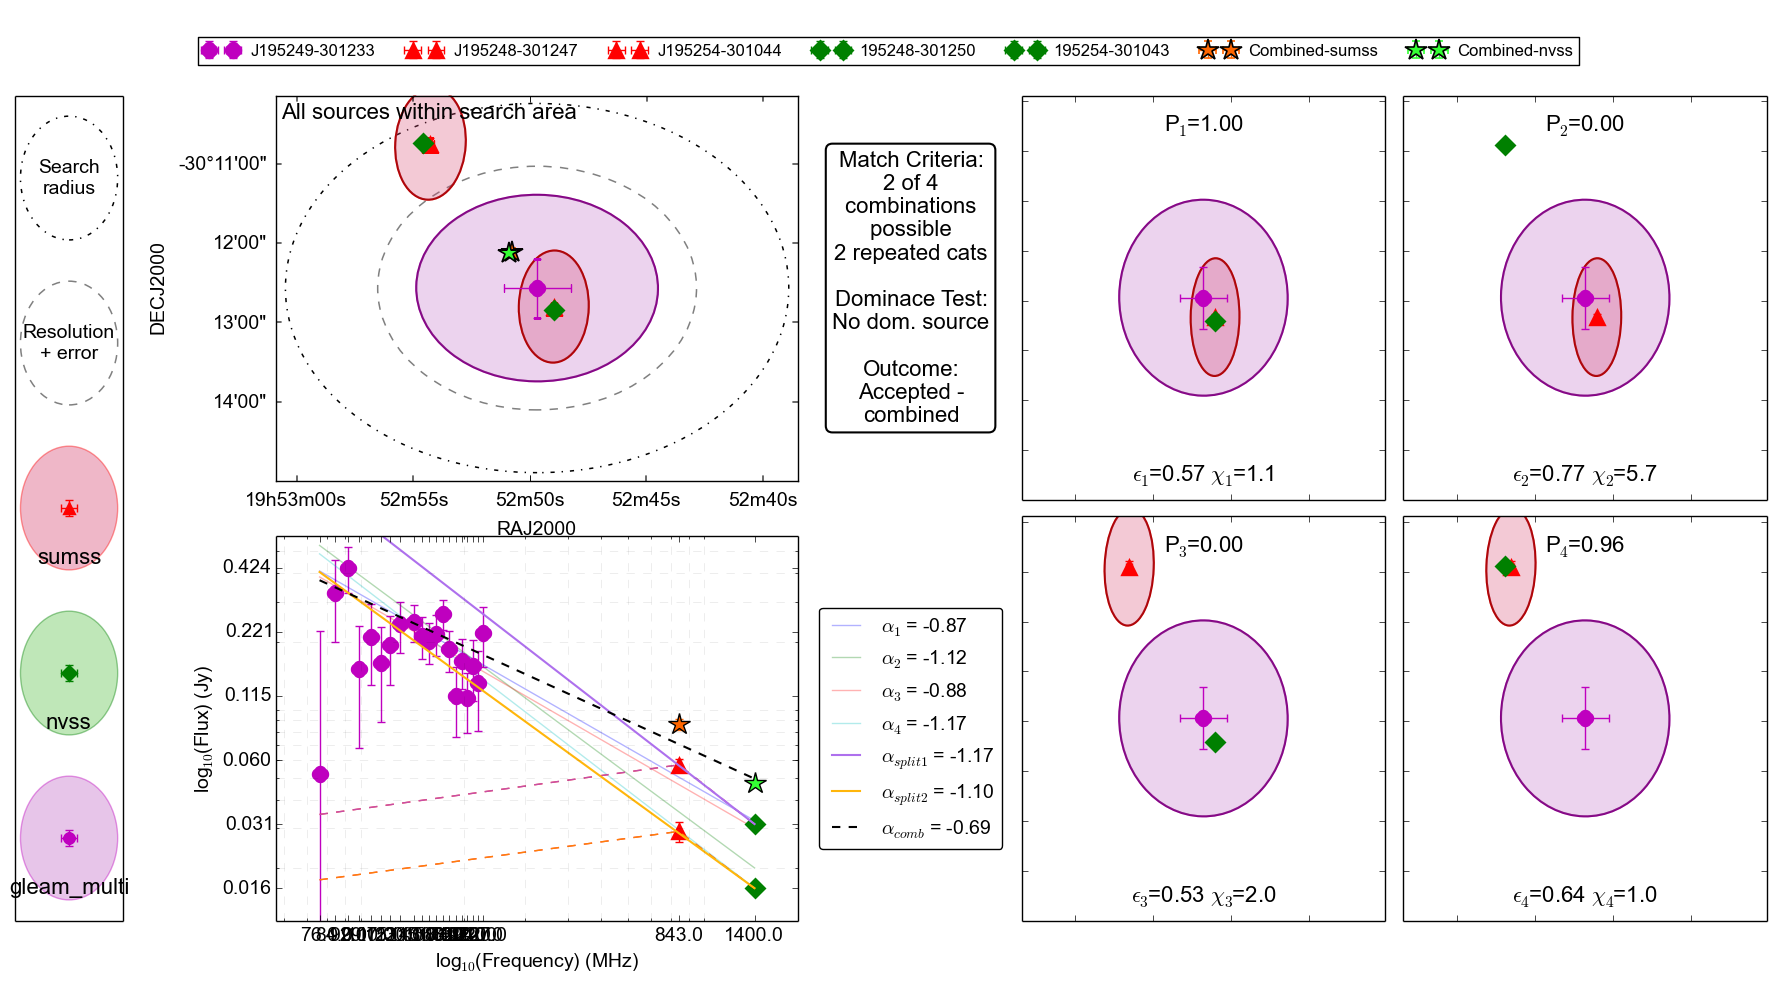 J195249-301233
J195248-301247
J195254-301044
195248-301250
195254-301043
Combined-sumss
Combined-nvss
Search
radius
Resolution
+ error
sumss
nvss
gleam_multi
All sources within search area
DECJ2000
-30°11'00"
12'00"
13'00"
14'00"
19h53m00s
52m55s
52m50s
52m45s
52m40s
RAJ2000
Match Criteria:
2 of 4
combinations
possible
2 repeated cats
Dominace Test:
No dom. source
Outcome:
Accepted -
combined
P1=1.00
ϵ1=0.57 χ1=1.1
P2=0.00
ϵ2=0.77 χ2=5.7
P3=0.00
ϵ3=0.53 χ3=2.0
P4=0.96
ϵ4=0.64 χ4=1.0
log10(Flux) (Jy)
0.424
0.221
0.115
0.060
0.031
0.016
843.0
1400.0
log10(Frequency) (MHz)
α1 = -0.87
α2 = -1.12
α3 = -0.88
α4 = -1.17
αsplit1 = -1.17
αsplit2 = -1.10
αcomb = -0.69